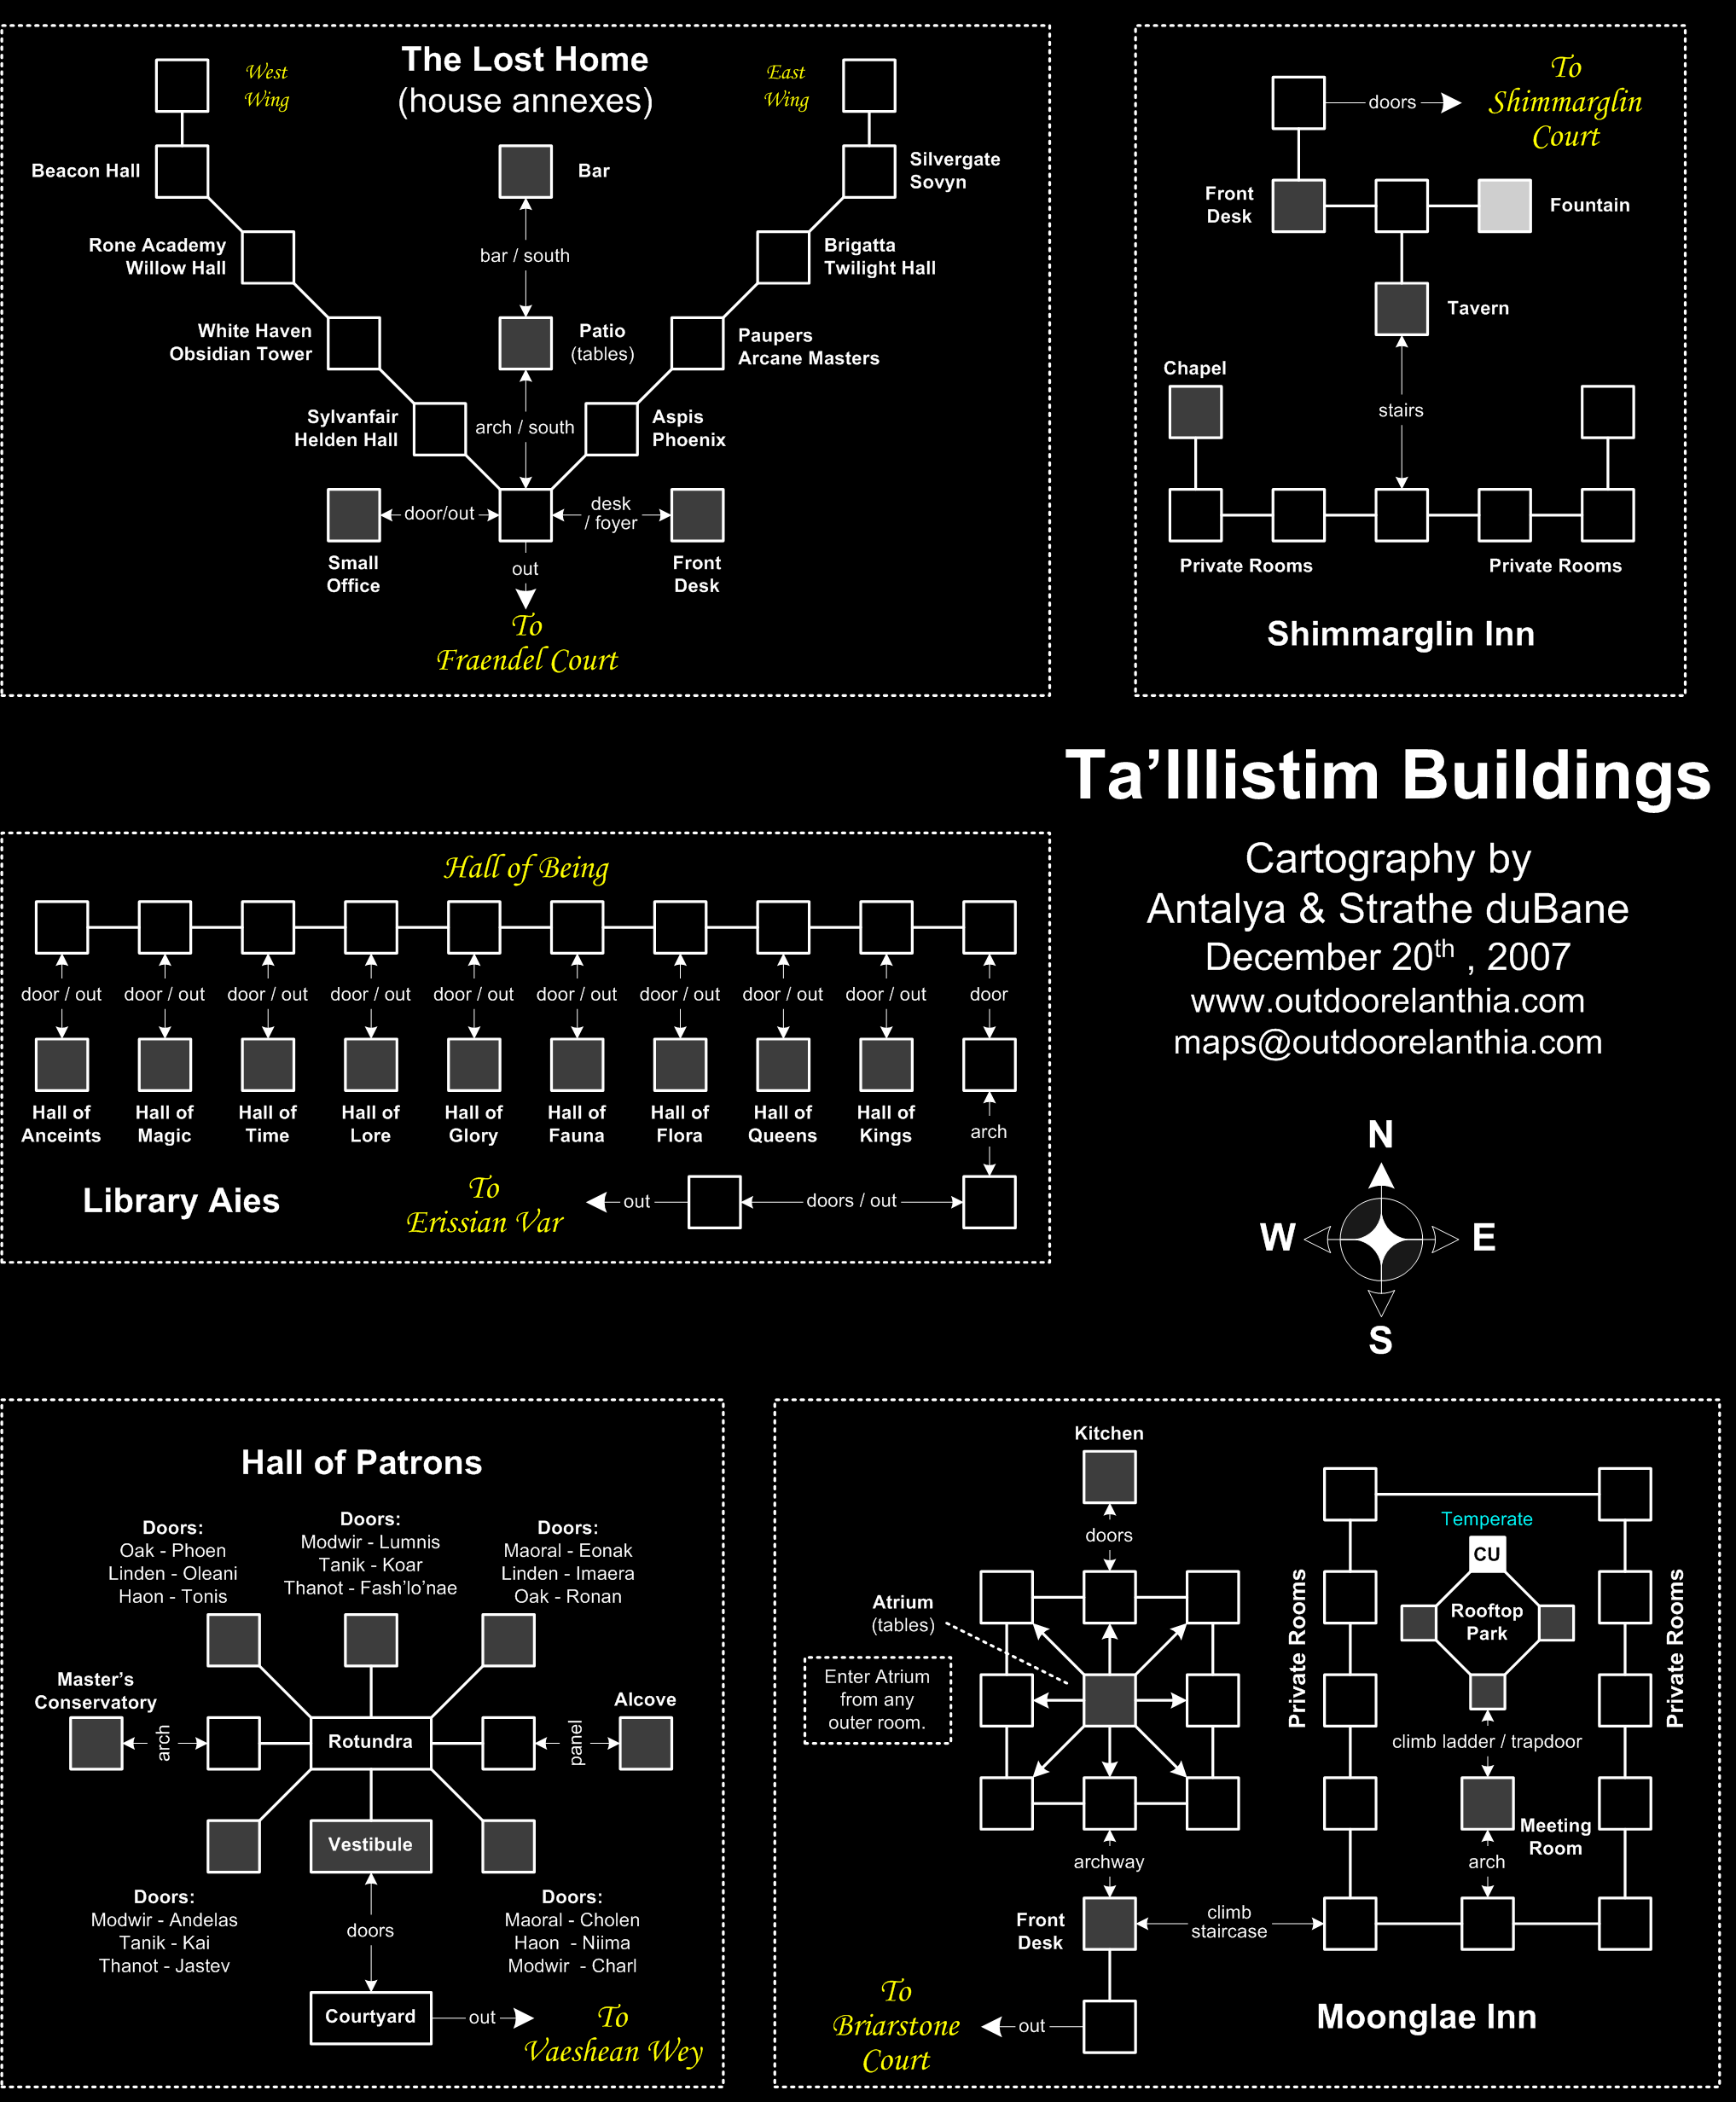 The Lost Home
(house annexes)
West
Wing
East
Wing
Beacon Hall
Bar
Silvergate
Sovyn
Rone Academy
Willow Hall
bar / south
Brigatta
Twilight Hall
White Haven
Obsidian Tower
Patio
(tables)
Paupers
Arcane Masters
Sylvanfair
Helden Hall
arch / south
Aspis
Phoenix
door/out
desk
/ foyer
Small
Office
out
Front
Desk
To
Fraendel Court
doors
To
Shimmarglin
Court
Front
Desk
Fountain
Tavern
Chapel
stairs
Private Rooms
Private Rooms
Shimmarglin Inn
Ta'Illistim Buildings
Cartography by
Antalya & Strathe duBane
December 20th , 2007
www.outdoorelanthia.com
maps@outdoorelanthia.com
N
W
E
S
Hall of Being
door / out
door / out
door / out
door / out
door / out
door / out
door / out
door / out
door / out
door
Hall of
Anceints
Hall of
Magic
Hall of
Time
Hall of
Lore
Hall of
Glory
Hall of
Fauna
Hall of
Flora
Hall of
Queens
Hall of
Kings
arch
Library Aies
To
Erissian Var
out
doors / out
Hall of Patrons
Doors:
Oak - Phoen
Linden - Oleani
Haon - Tonis
Doors:
Modwir - Lumnis
Tanik - Koar
Thanot - Fash'lo'nae
Doors:
Maoral - Eonak
Linden - Imaera
Oak - Ronan
Master's
Conservatory
arch
Rotundra
panel
Alcove
Vestibule
Doors:
Modwir - Andelas
Tanik - Kai
Thanot - Jastev
doors
Doors:
Maoral - Cholen
Haon - Niima
Modwir - Charl
Courtyard
out
To
Vaeshean Wey
Kitchen
doors
Atrium
(tables)
Enter Atrium
from any
outer room.
archway
Front
Desk
climb
staircase
To
Briarstone
Court
out
Temperate
CU
Rooftop
Park
Private Rooms
Private Rooms
climb ladder / trapdoor
Meeting
Room
arch
Moonglae Inn